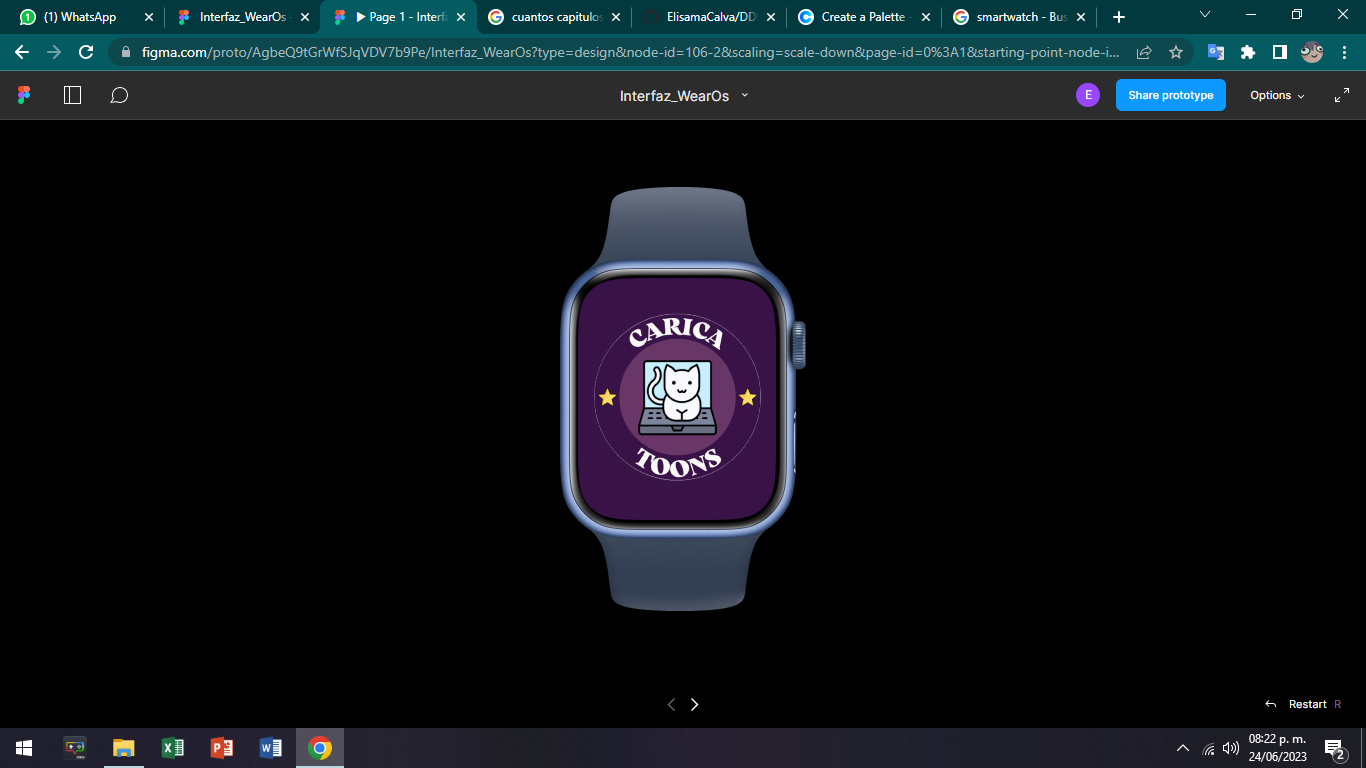 (1) WhatsApp
Interfaz_WearOs -
▶ Page 1 - Interf
cuantos capitulos
ElisamaCalva/DD
Create a Palette -
smartwatch - Bus
figma.com/proto/AgbeQ9tGrWfSJqVDV7b9Pe/Interfaz_WearOs?type=design&node-id=106-2&scaling=scale-down&page-id=0%3A1&starting-point-node-i...
Interfaz_WearOs
E
Share prototype
Options
CARICA
TOONS
Restart R
08:22 p. m.
24/06/2023
2